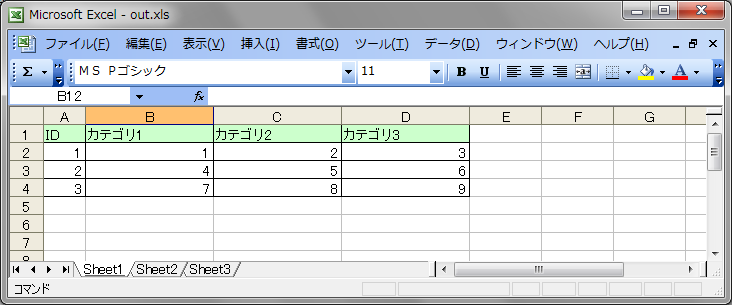 Microsoft Excel - out.xls
ファイル(F) 編集(E) 表示(V) 挿入(I) 書式(O) ツール(T) データ(D) ウィンドウ(W) ヘルプ(H)
Σ ＭＳ Ｐゴシック 11 B U A
B12 fx
A B C D E F G
1 ID カテゴリ1 カテゴリ2 カテゴリ3
2 1 1 2 3
3 2 4 5 6
4 3 7 8 9
5
6
7
8
Sheet1 Sheet2 Sheet3
コマンド